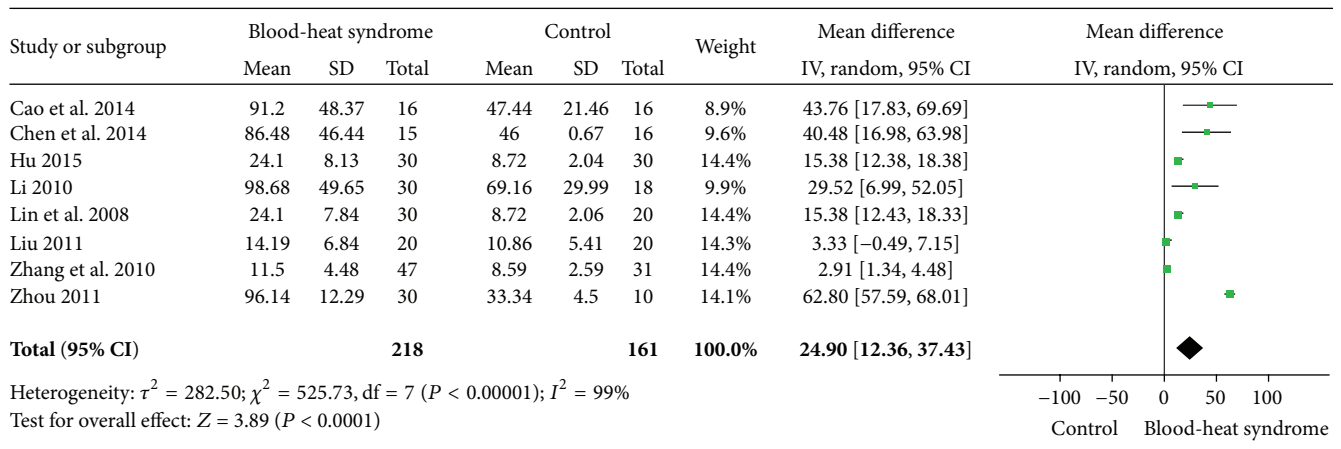 Study or subgroup Blood-heat syndrome Control Weight Mean difference Mean difference
Mean SD Total Mean SD Total IV, random, 95% CI IV, random, 95% CI
Cao et al. 2014 91.2 48.37 16 47.44 21.46 16 8.9% 43.76 [17.83, 69.69]
Chen et al. 2014 86.48 46.44 15 46 0.67 16 9.6% 40.48 [16.98, 63.98]
Hu 2015 24.1 8.13 30 8.72 2.04 30 14.4% 15.38 [12.38, 18.38]
Li 2010 98.68 49.65 30 69.16 29.99 18 9.9% 29.52 [6.99, 52.05]
Lin et al. 2008 24.1 7.84 30 8.72 2.06 20 14.4% 15.38 [12.43, 18.33]
Liu 2011 14.19 6.84 20 10.86 5.41 20 14.3% 3.33 [−0.49, 7.15]
Zhang et al. 2010 11.5 4.48 47 8.59 2.59 31 14.4% 2.91 [1.34, 4.48]
Zhou 2011 96.14 12.29 30 33.34 4.5 10 14.1% 62.80 [57.59, 68.01]
Total (95% CI) 218 161 100.0% 24.90 [12.36, 37.43]
Heterogeneity: τ² = 282.50; χ² = 525.73, df = 7 (P < 0.00001); I² = 99%
Test for overall effect: Z = 3.89 (P < 0.0001)
−100 −50 0 50 100
Control Blood-heat syndrome